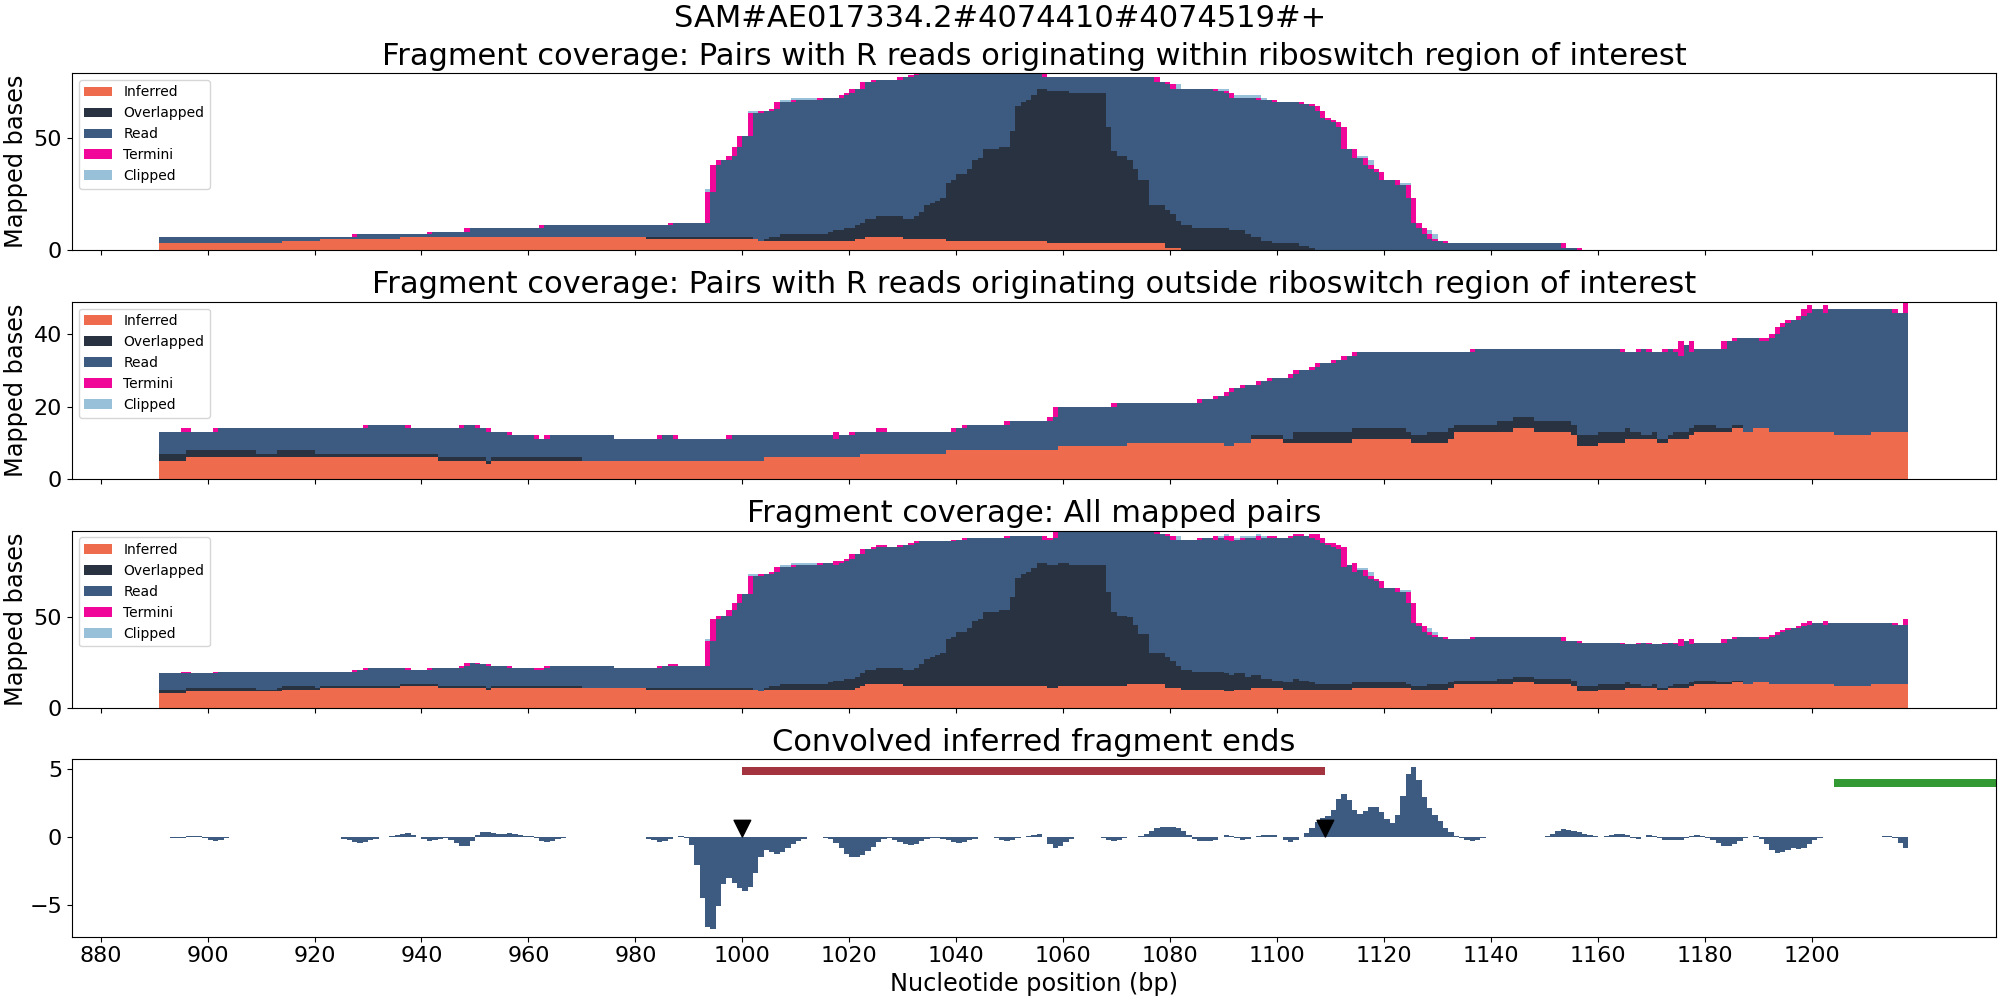 SAM#AE017334.2#4074410#4074519#+
Fragment coverage: Pairs with R reads originating within riboswitch region of interest
Mapped bases
50
0
Inferred
Overlapped
Read
Termini
Clipped
Fragment coverage: Pairs with R reads originating outside riboswitch region of interest
Mapped bases
40
20
0
Inferred
Overlapped
Read
Termini
Clipped
Fragment coverage: All mapped pairs
Mapped bases
50
0
Inferred
Overlapped
Read
Termini
Clipped
Convolved inferred fragment ends
5
0
−5
880 900 920 940 960 980 1000 1020 1040 1060 1080 1100 1120 1140 1160 1180 1200
Nucleotide position (bp)